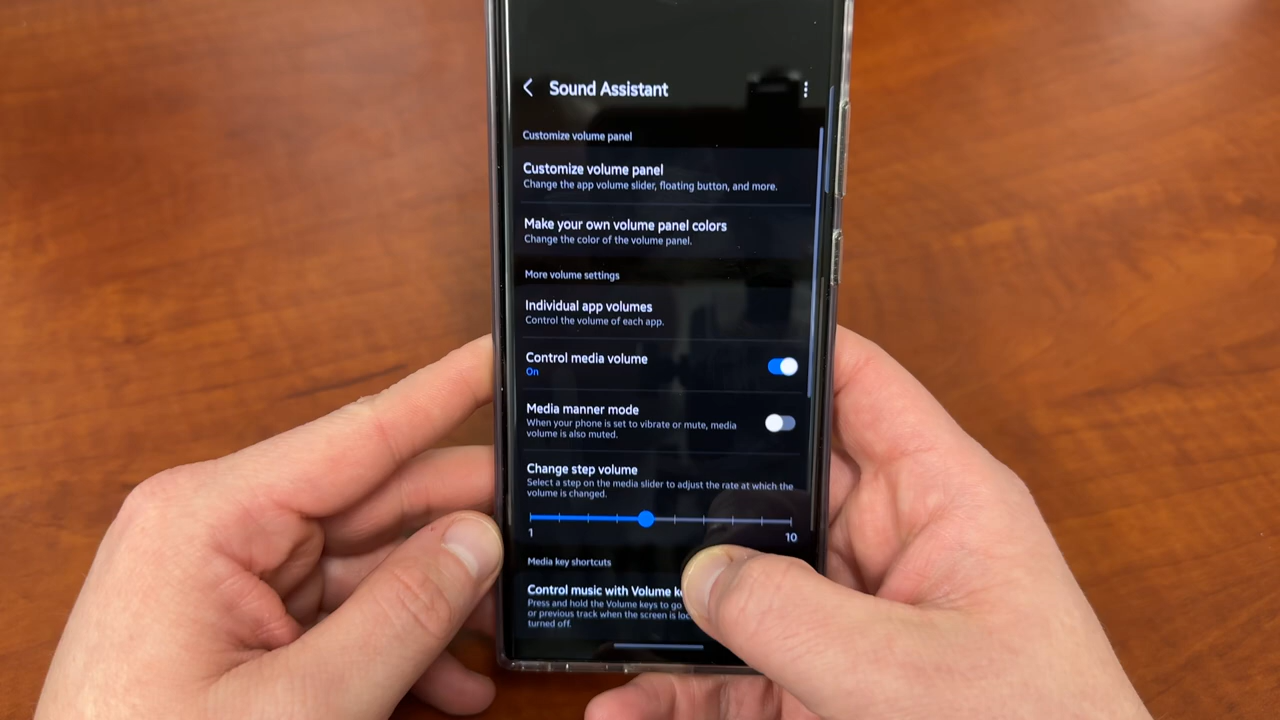 Sound Assistant
Customize volume panel
Customize volume panel
Change the app volume slider, floating button, and more.
Make your own volume panel colors
Change the color of the volume panel.
More volume settings
Individual app volumes
Control the volume of each app.
Control media volume
On
Media manner mode
When your phone is set to vibrate or mute, media
volume is also muted.
Change step volume
Select a step on the media slider to adjust the rate at which the
volume is changed.
1 10
Media key shortcuts
Control music with Volume
Press and hold the Volume keys to go
or previous track when the screen is
turned off.